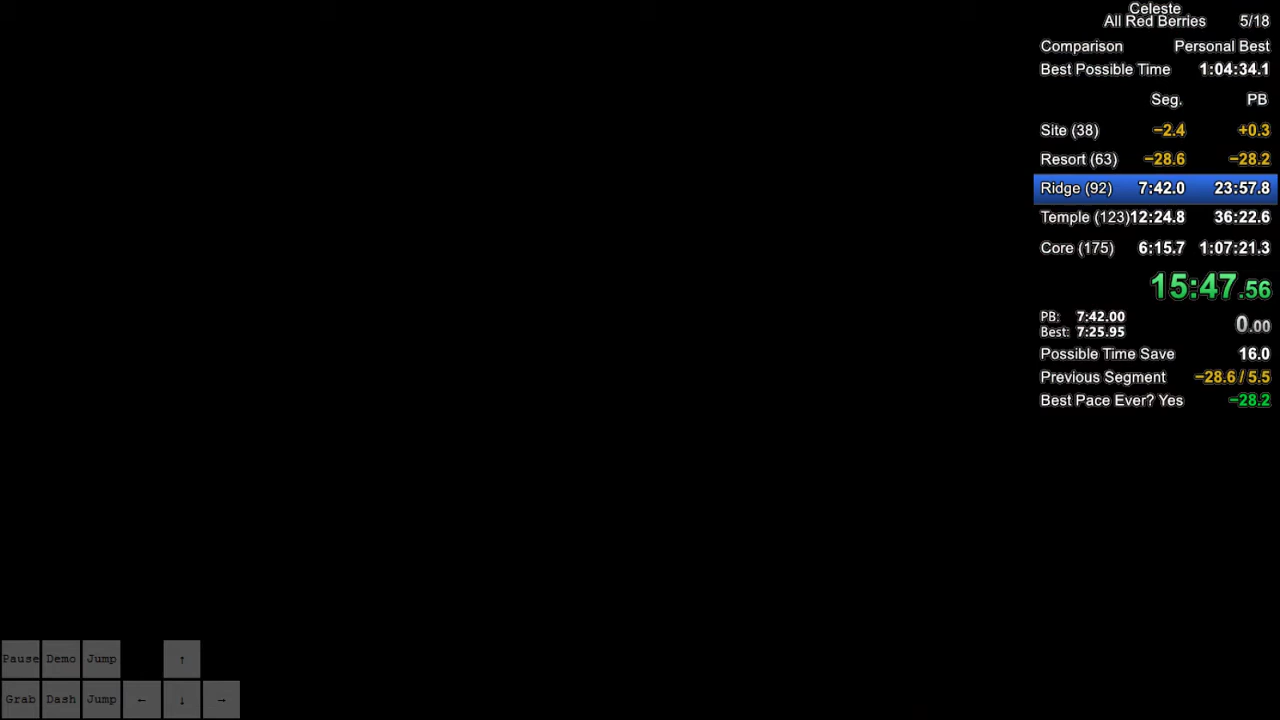 Celeste
All Red Berries 5/18
Comparison Personal Best
Best Possible Time 1:04:34.1
Seg. PB
Site (38) −2.4 +0.3
Resort (63) −28.6 −28.2
Ridge (92) 7:42.0 23:57.8
Temple (123) 12:24.8 36:22.6
Core (175) 6:15.7 1:07:21.3
15:47.56
PB: 7:42.00 0.00
Best: 7:25.95
Possible Time Save 16.0
Previous Segment −28.6 / 5.5
Best Pace Ever? Yes −28.2
Pause Demo Jump ↑
Grab Dash Jump ← ↓ →